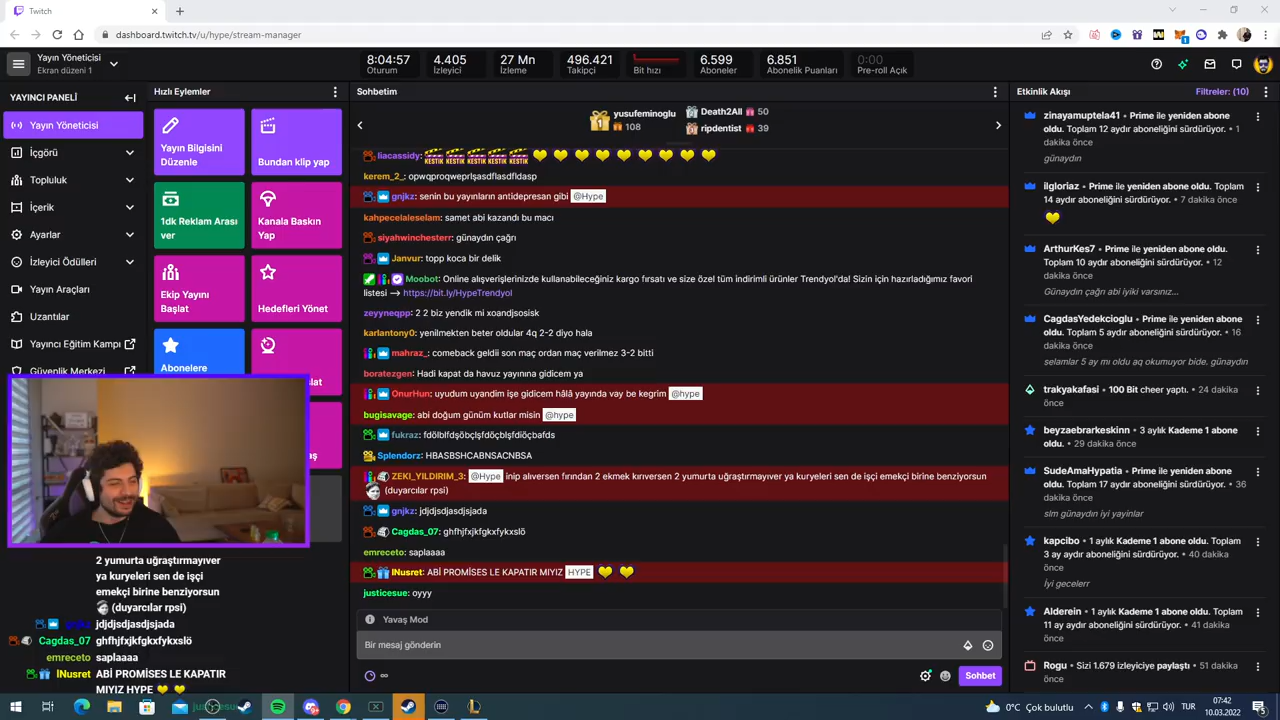 Twitch
dashboard.twitch.tv/u/hype/stream-manager
Yayın Yöneticisi
Ekran düzeni 1
8:04:57
Oturum
4.405
İzleyici
27 Mn
İzleme
496.421
Takipçi
Bit hızı
6.599
Aboneler
6.851
Abonelik Puanları
0:00
Pre-roll Açık
YAYINCI PANELİ
Yayın Yöneticisi
İçgörü
Topluluk
İçerik
Ayarlar
İzleyici Ödülleri
Yayın Araçları
Uzantılar
Yayıncı Eğitim Kampı
Güvenlik Merkezi
Hızlı Eylemler
Yayın Bilgisini
Düzenle
Bundan klip yap
1dk Reklam Arası
ver
Kanala Baskın
Yap
Ekip Yayını
Başlat
Hedefleri Yönet
Abonelere
2 yumurta uğraştırmayıver
ya kuryeleri sen de işçi
emekçi birine benziyorsun
(duyarcılar rpsi)
gnjkz jdjdjsdjasdjsjada
Cagdas_07 ghfhjfxjkfgkxfykxslö
emreceto saplaaaa
INusret ABİ PROMİSES LE KAPATIR
MIYIZ HYPE
Sohbetim
yusufeminoglu
1
108
Death2All 50
ripdentist 39
liacassidy: KESTİK KESTİK KESTİK KESTİK KESTİK
kerem_2_: opwqproqweprlşasdflasdfldasp
gnjkz: senin bu yayınların antidepresan gibi @Hype
kahpecelaleselam: samet abi kazandı bu macı
siyahwinchesterr: günaydın çağrı
Janvur: topp koca bir delik
Moobot: Online alışverişlerinizde kullanabileceğiniz kargo fırsatı ve size özel tüm indirimli ürünler Trendyol'da! Sizin için hazırladığımız favori
listesi –> https://bit.ly/HypeTrendyol
zeyyneqpp: 2 2 biz yendik mi xoandjsosisk
karlantony0: yenilmekten beter oldular 4q 2-2 diyo hala
mahraz_: comeback geldii son maç ordan maç verilmez 3-2 bitti
boratezgen: Hadi kapat da havuz yayınına gidicem ya
OnurHun: uyudum uyandim işe gidicem hâlâ yayında vay be kegrim @hype
bugisavage: abi doğum günüm kutlar misin @hype
fukraz: fdölblfdşöbçlşfdöçblşfdiöçbafds
Splendorz: HBASBSHCABNSACNBSA
ZEKI_YILDIRIM_3: @Hype inip alıversen fırından 2 ekmek kırıversen 2 yumurta uğraştırmayıver ya kuryeleri sen de işçi emekçi birine benziyorsun
(duyarcılar rpsi)
gnjkz: jdjdjsdjasdjsjada
Cagdas_07: ghfhjfxjkfgkxfykxslö
emreceto: saplaaaa
INusret: ABİ PROMİSES LE KAPATIR MIYIZ HYPE
justicesue: oyyy
Yavaş Mod
Bir mesaj gönderin
Sohbet
Etkinlik Akışı
Filtreler: (10)
zinayamuptela41 • Prime ile yeniden abone
oldu. Toplam 12 aydır aboneliğini sürdürüyor. • 1
dakika önce
günaydın
ilgloriaz • Prime ile yeniden abone oldu. Toplam
14 aydır aboneliğini sürdürüyor. • 7 dakika önce
ArthurKes7 • Prime ile yeniden abone oldu.
Toplam 10 aydır aboneliğini sürdürüyor. • 12
dakika önce
Günaydın çağrı abi iyiki varsınız...
CagdasYedekcioglu • Prime ile yeniden abone
oldu. Toplam 5 aydır aboneliğini sürdürüyor. • 16
dakika önce
selamlar 5 ay mı oldu aq okumuyor bide. günaydın
trakyakafasi • 100 Bit cheer yaptı. • 24 dakika
önce
beyzaebrarkeskinn • 3 aylık Kademe 1 abone
oldu. • 29 dakika önce
SudeAmaHypatia • Prime ile yeniden abone
oldu. Toplam 17 aydır aboneliğini sürdürüyor. • 36
dakika önce
slm gündın iyi yayinlar
kapcibo • 1 aylık Kademe 1 abone oldu. Toplam
3 ay aydır aboneliğini sürdürüyor. • 40 dakika
önce
İyi gecelerr
Alderein • 1 aylık Kademe 1 abone oldu. Toplam
11 ay aydır aboneliğini sürdürüyor. • 41 dakika
önce
Rogu • Sizi 1.679 izleyiciye paylaştı • 51 dakika
önce
0°C Çok bulutlu
TUR
07:42
10.03.2022